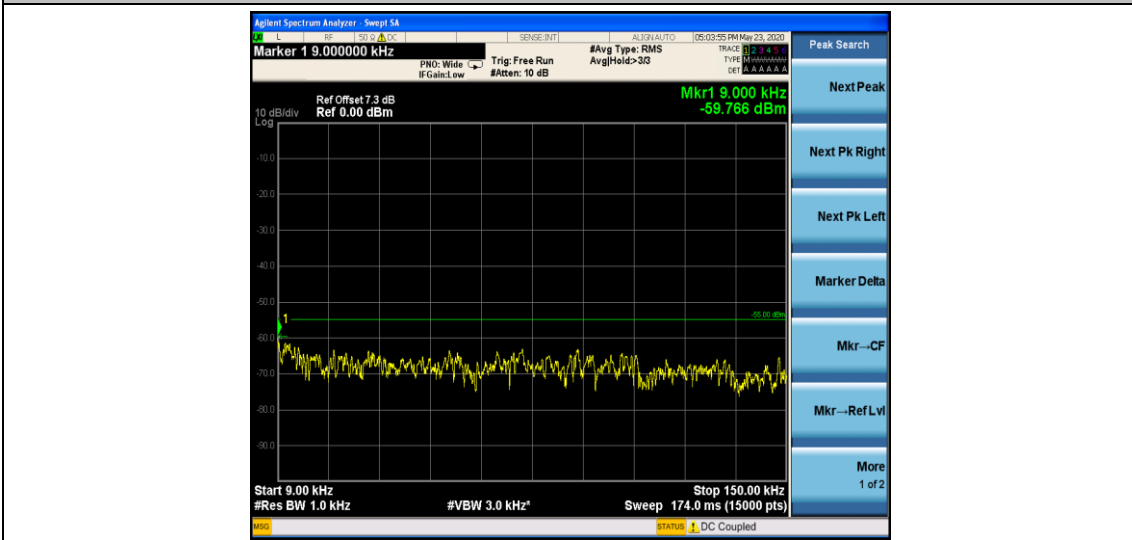 Agilent Spectrum Analyzer - Swept SA
L RF 50 Ω DC SENSE:INT ALIGN AUTO 05:03:55 PM May 23, 2020
Marker 1 9.000000 kHz
PNO: Wide
IFGain:Low
Trig: Free Run
#Atten: 10 dB
#Avg Type: RMS
Avg|Hold:>3/3
TRACE 1 2 3 4 5 6
TYPE M
DET A A A A A A
Peak Search
Next Peak
Next Pk Right
Next Pk Left
Marker Delta
Mkr→CF
Mkr→Ref Lvl
More
1 of 2
Mkr1 9.000 kHz
-59.766 dBm
Ref Offset 7.3 dB
10 dB/div Ref 0.00 dBm
Log
-10.0
-20.0
-30.0
-40.0
-50.0
-60.0
-70.0
-80.0
-90.0
1
-55.00 dBm
Start 9.00 kHz Stop 150.00 kHz
#Res BW 1.0 kHz #VBW 3.0 kHz* Sweep 174.0 ms (15000 pts)
MSG STATUS DC Coupled